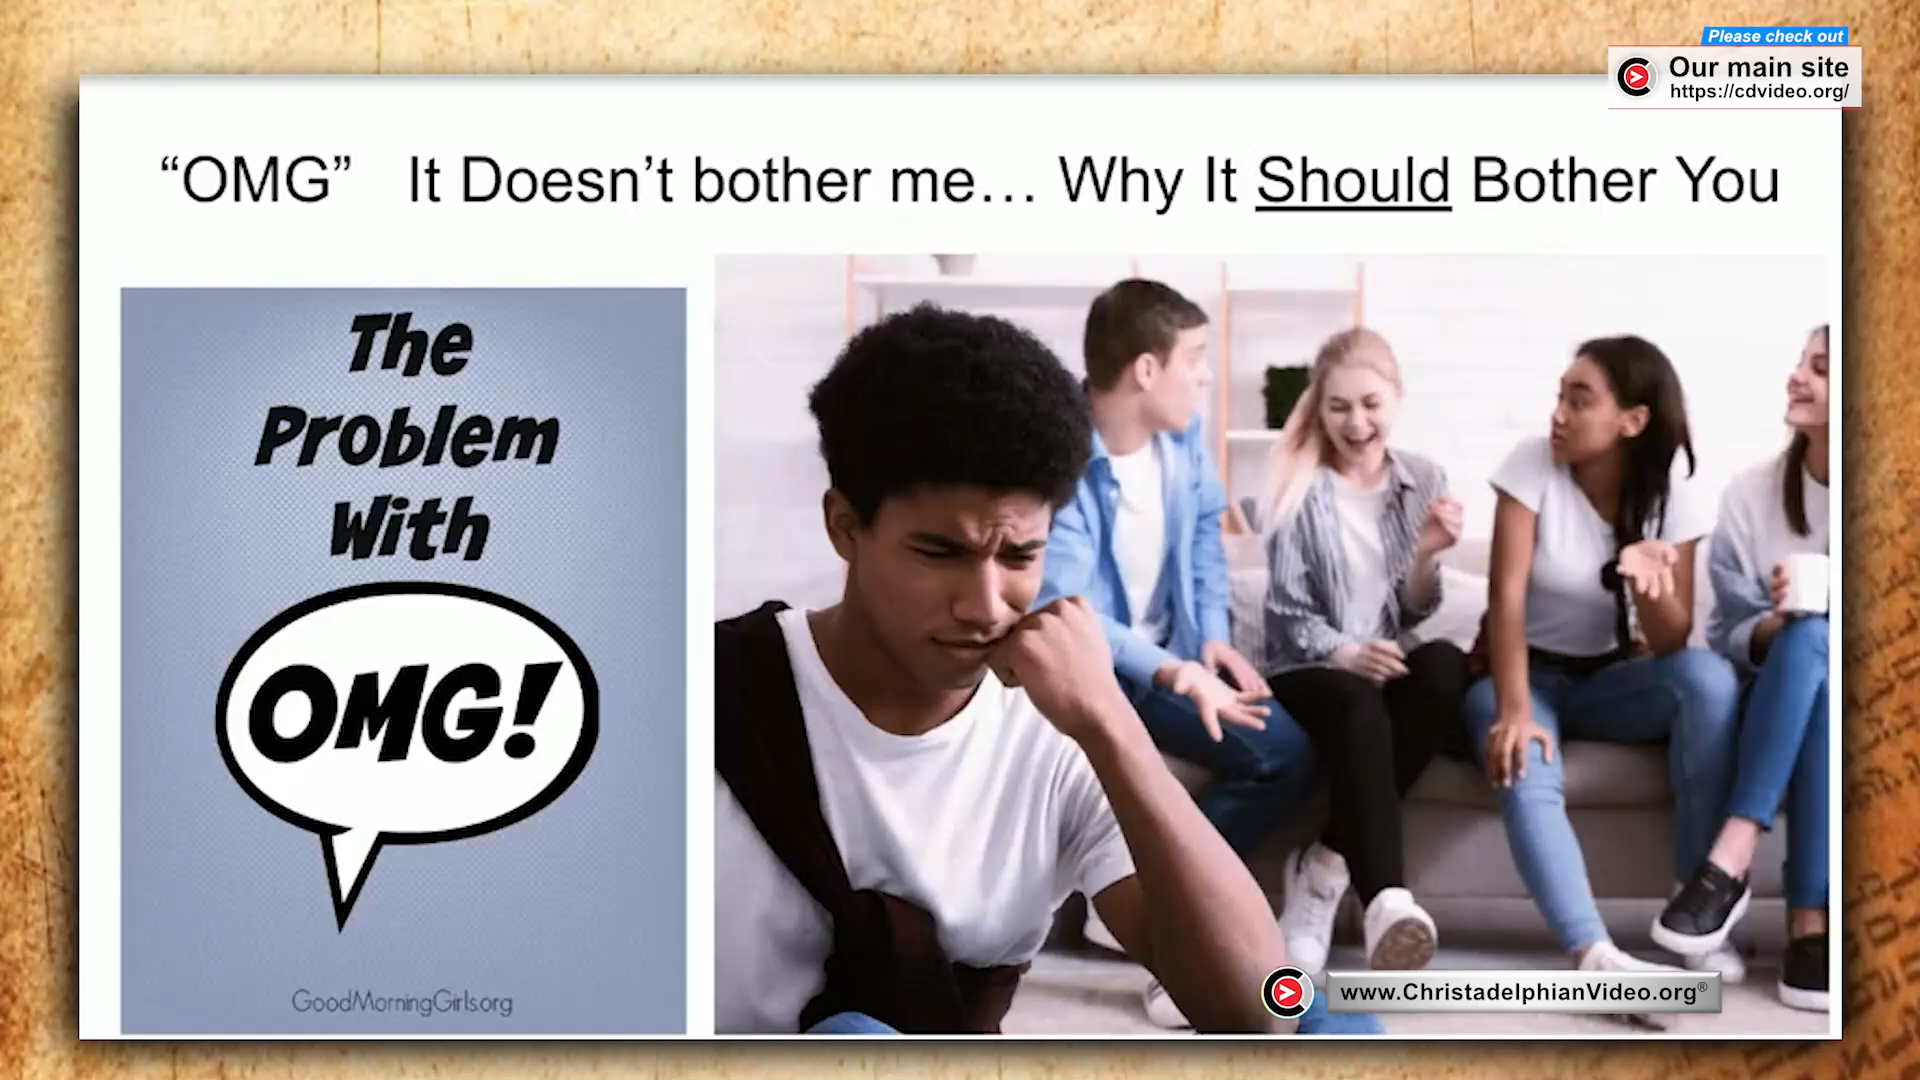 Please check out
Our main site
https://cdvideo.org/
“OMG” It Doesn’t bother me… Why It Should Bother You
The
Problem
With
OMG!
GoodMorningGirls.org
www.ChristadelphianVideo.org®